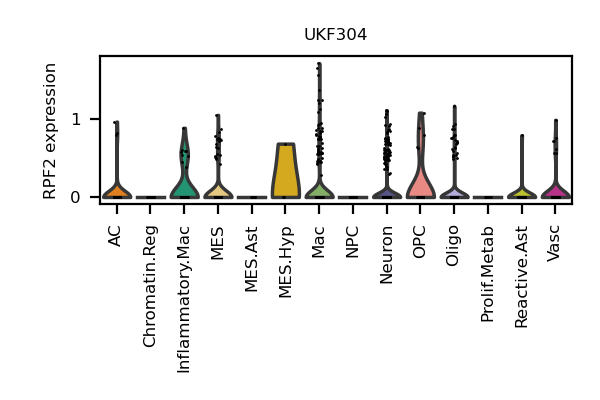 UKF304
RPF2 expression
1
0
AC
Chromatin.Reg
Inflammatory.Mac
MES
MES.Ast
MES.Hyp
Mac
NPC
Neuron
OPC
Oligo
Prolif.Metab
Reactive.Ast
Vasc